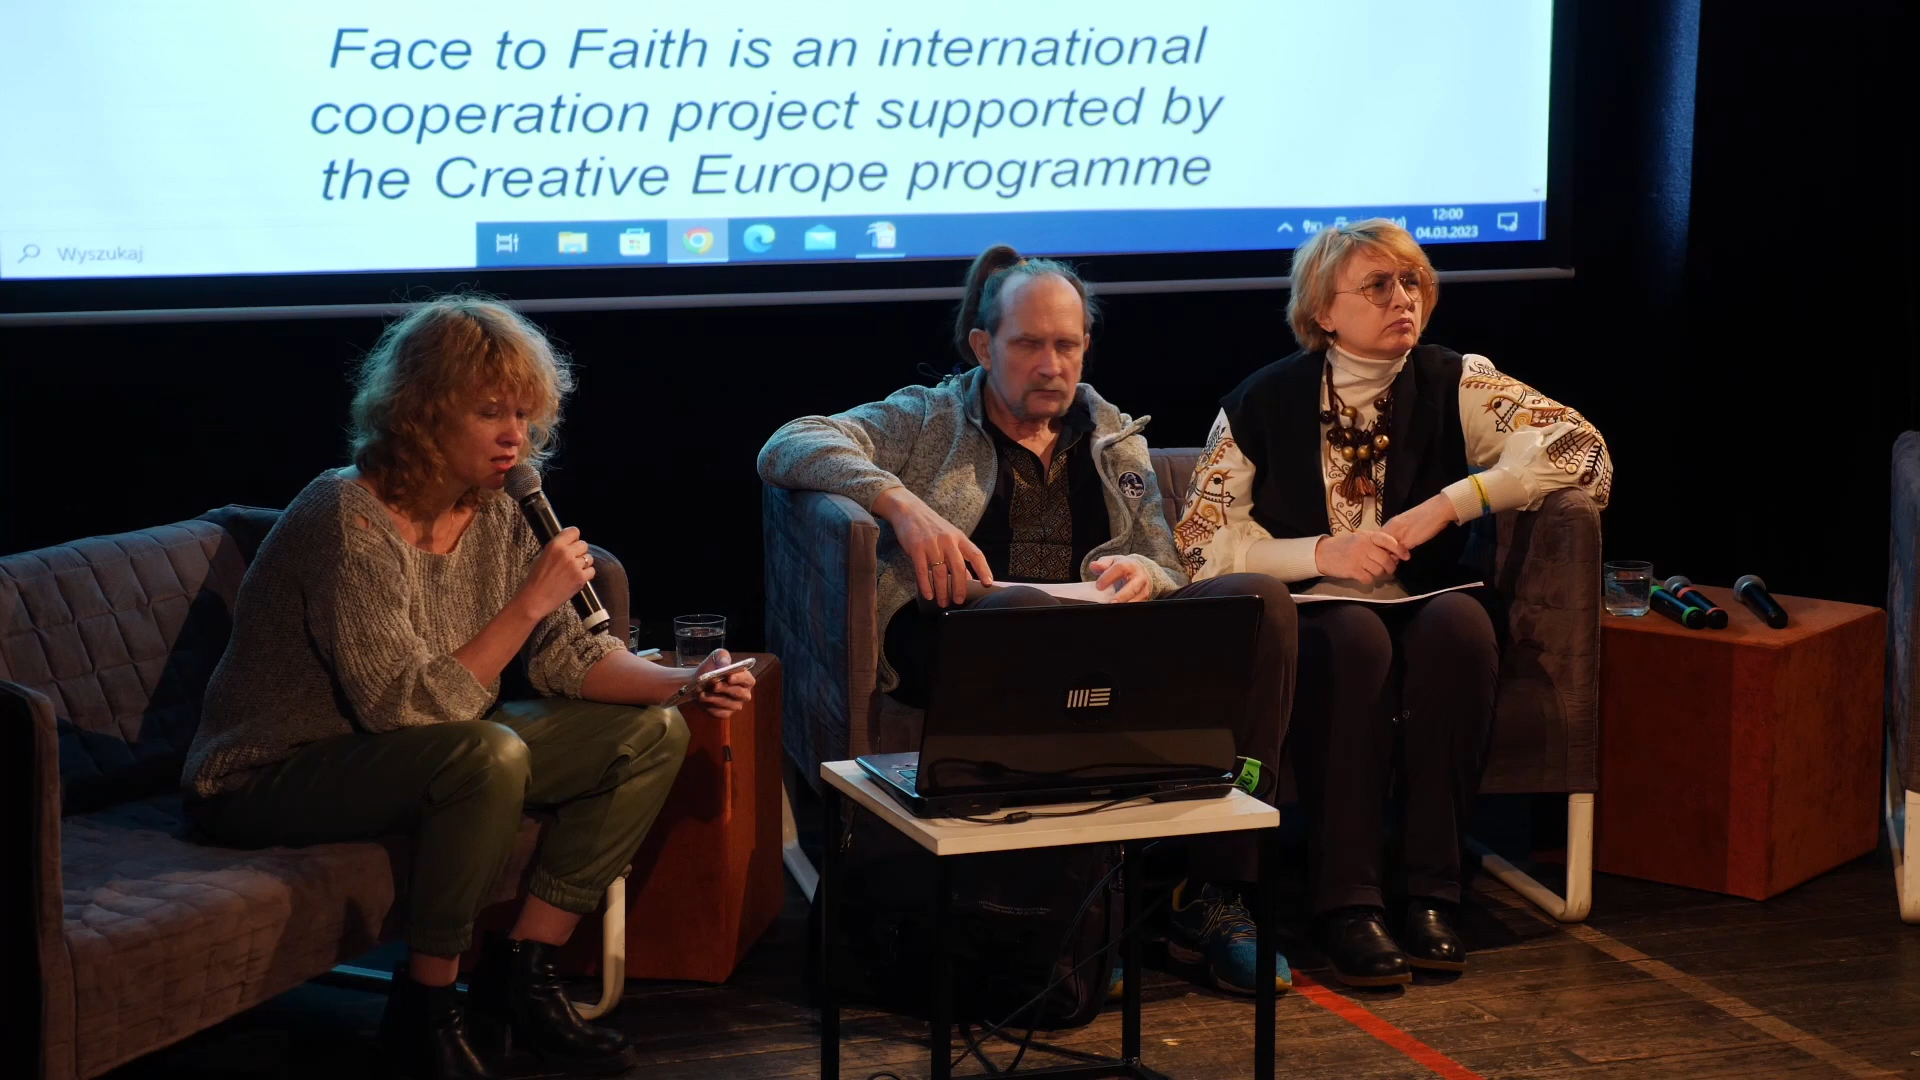 Face to Faith is an international
cooperation project supported by
the Creative Europe programme
Wyszukaj
12:00
04.03.2023